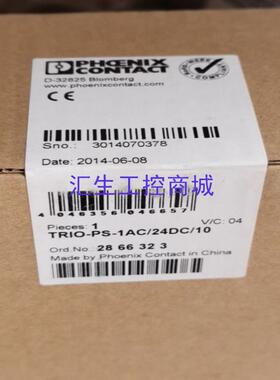 PHOENIX
CONTACT
D-32825 Blomberg
www.phoenixcontact.com
CE
Sno.: 3014070378
Date: 2014-06-08
汇生工控商城
4 046356 046657
Pieces: 1
V/C: 04
TRIO-PS-1AC/24DC/10
Ord.No.: 28 66 32 3
Made by Phoenix Contact in China